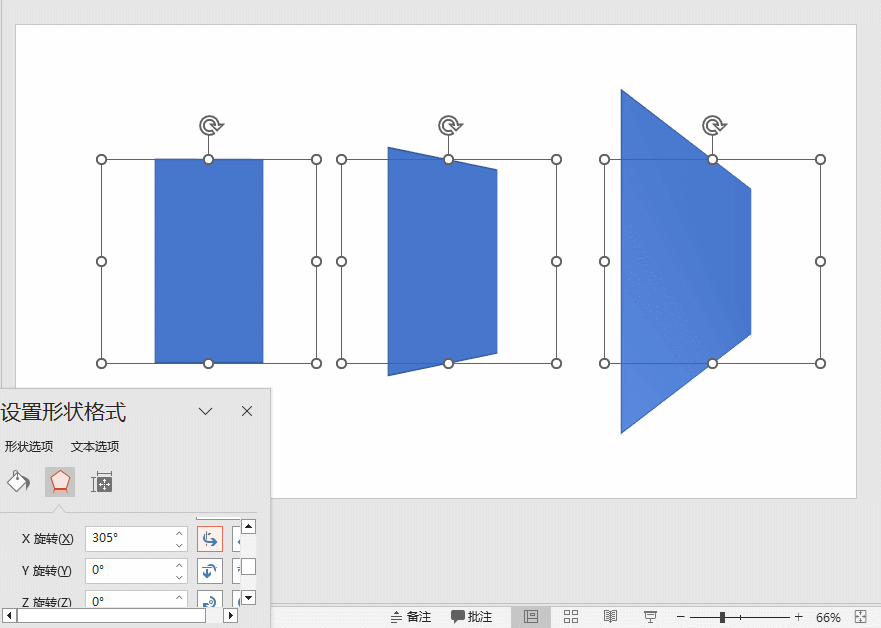 设置形状格式
形状选项 文本选项
X 旋转(X) 305°
Y 旋转(Y) 0°
Z 旋转(Z) 0°
备注 批注 66%